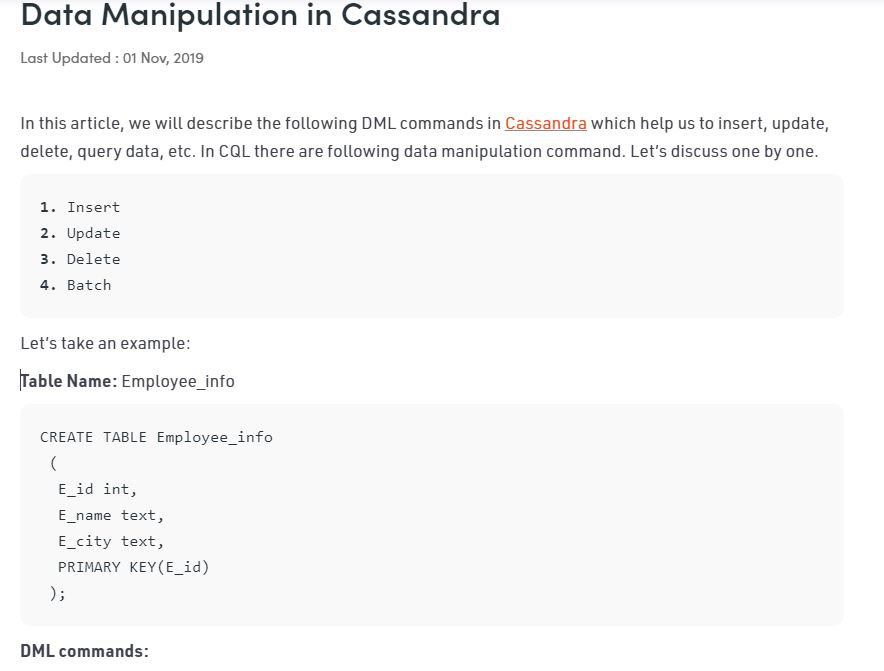 Data Manipulation in Cassandra
Last Updated : 01 Nov, 2019
In this article, we will describe the following DML commands in Cassandra which help us to insert, update,
delete, query data, etc. In CQL there are following data manipulation command. Let’s discuss one by one.
1. Insert
2. Update
3. Delete
4. Batch
Let’s take an example:
Table Name: Employee_info
CREATE TABLE Employee_info
(
E_id int,
E_name text,
E_city text,
PRIMARY KEY(E_id)
);
DML commands: